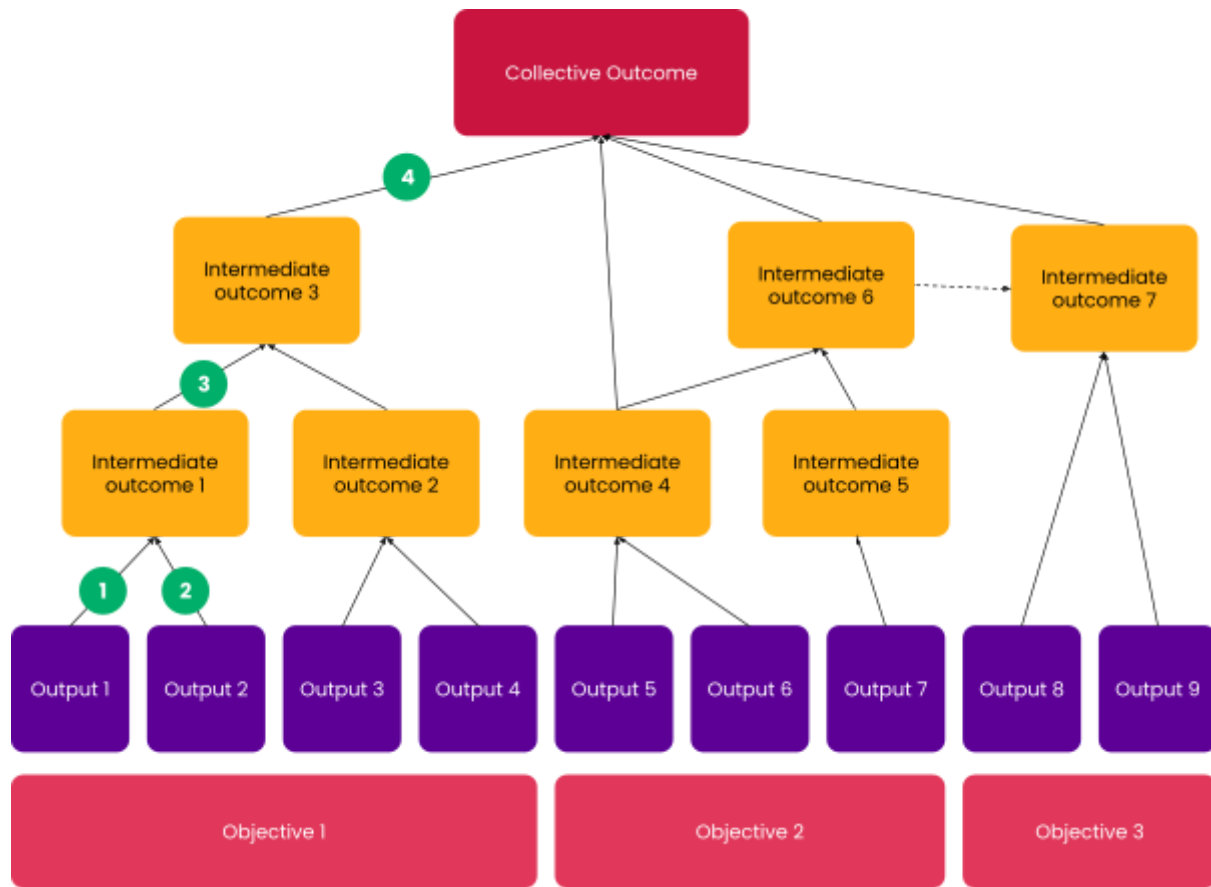 Collective Outcome
4
Intermediate
outcome 3
Intermediate
outcome 6
Intermediate
outcome 7
3
Intermediate
outcome 1
Intermediate
outcome 2
Intermediate
outcome 4
Intermediate
outcome 5
1
2
Output 1
Output 2
Output 3
Output 4
Output 5
Output 6
Output 7
Output 8
Output 9
Objective 1
Objective 2
Objective 3